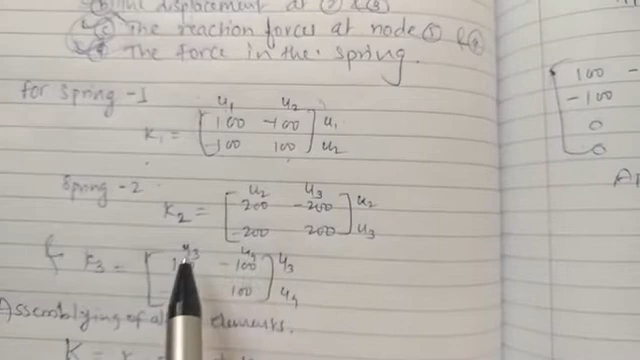 (b) The displacement at (2) & (3)
(c) The reaction forces at node (1) & (4)
The force in the spring.
for spring - 1
u1 u2
K1 = [100 -100] u1
[-100 100] u2
Spring - 2
u2 u3
K2 = [200 -200] u2
[-200 200] u3
u3 u4
K3 = [ -100] u3
[ 100] u4
Assemblying of elements.
K =
100 -
-100
0
0